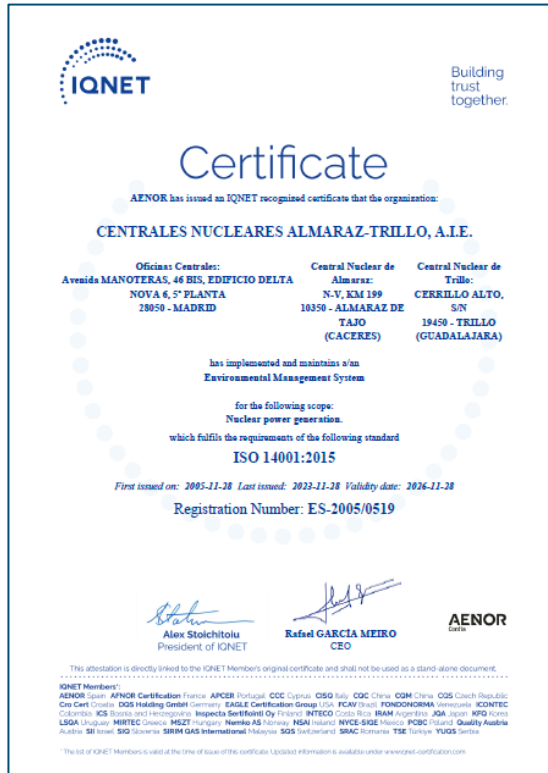 IQNET
Building
trust
together.
Certificate
AENOR has issued an IQNET recognized certificate that the organization:
CENTRALES NUCLEARES ALMARAZ-TRILLO, A.I.E.
Oficinas Centrales:
Avenida MANOTERAS, 46 BIS, EDIFICIO DELTA
NOVA 6, 5ª PLANTA
28050 - MADRID
Central Nuclear de
Almaraz:
N-V, KM 199
10350 - ALMARAZ DE
TAJO
(CACERES)
Central Nuclear de
Trillo:
CERRILLO ALTO,
S/N
19450 - TRILLO
(GUADALAJARA)
has implemented and maintains a/an
Environmental Management System
for the following scope:
Nuclear power generation.
which fulfils the requirements of the following standard
ISO 14001:2015
First issued on: 2005-11-28 Last issued: 2023-11-28 Validity date: 2026-11-28
Registration Number: ES-2005/0519
Alex Stoichitoiu
President of IQNET
Rafael GARCÍA MEIRO
CEO
AENOR
Confía
This attestation is directly linked to the IQNET Member's original certificate and shall not be used as a stand-alone document.
IQNET Members*:
AENOR Spain AFNOR Certification France APCER Portugal CCC Cyprus CISQ Italy CQC China CQM China CQS Czech Republic
Cro Cert Croatia DQS Holding GmbH Germany EAGLE Certification Group USA FCAV Brazil FONDONORMA Venezuela ICONTEC
Colombia ICS Bosnia and Herzegovina Inspecta Sertifiointi Oy Finland INTECO Costa Rica IRAM Argentina JQA Japan KFQ Korea
LSQA Uruguay MIRTEC Greece MSZT Hungary Nemko AS Norway NSAI Ireland NYCE-SIGE Mexico PCBC Poland Quality Austria
Austria SII Israel SIQ Slovenia SIRIM QAS International Malaysia SQS Switzerland SRAC Romania TSE Türkiye YUQS Serbia
* The list of IQNET Members is valid at the time of issue of this certificate. Updated information is available under www.iqnet-certification.com